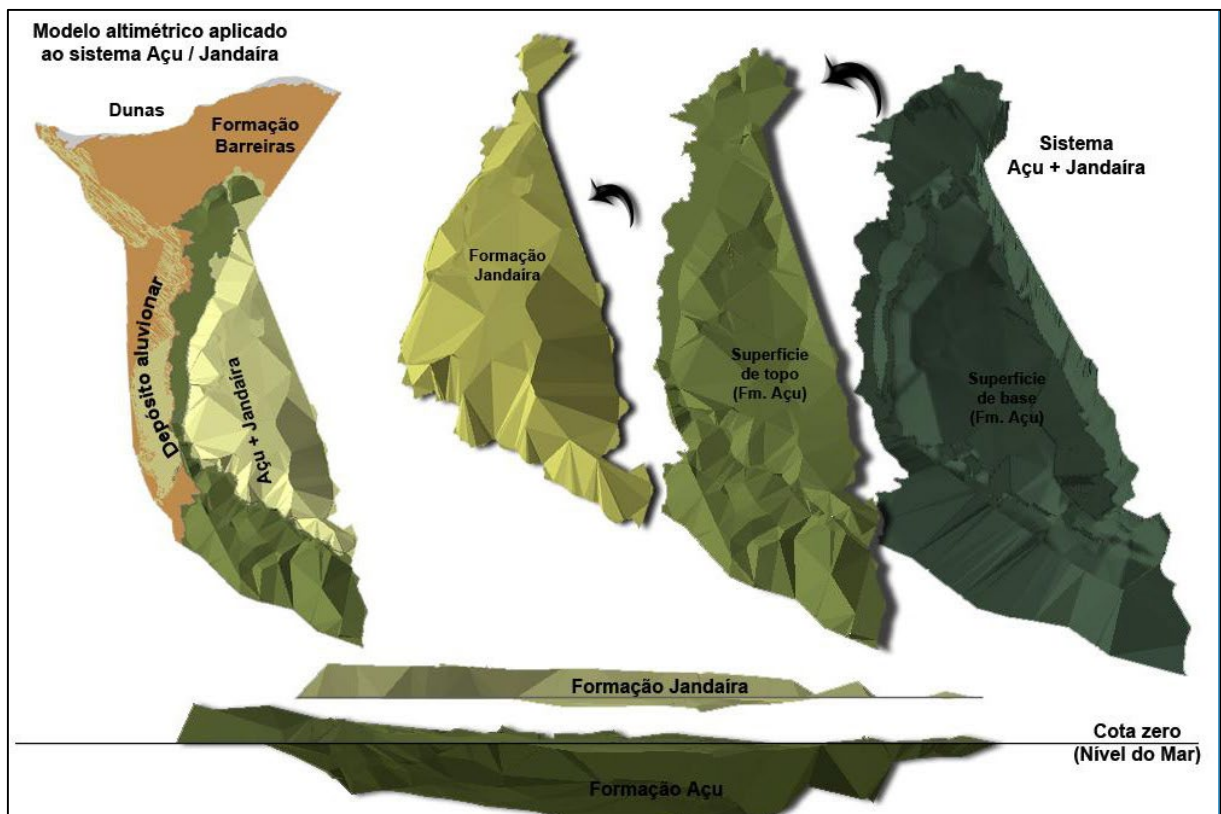 Modelo altimétrico aplicado
ao sistema Açu / Jandaíra
Dunas
Formação
Barreiras
Depósito aluvionar
Açu + Jandaíra
Formação
Jandaíra
Superfície
de topo
(Fm. Açu)
Sistema
Açu + Jandaíra
Superfície
de base
(Fm. Açu)
Formação Jandaíra
Cota zero
(Nível do Mar)
Formação Açu